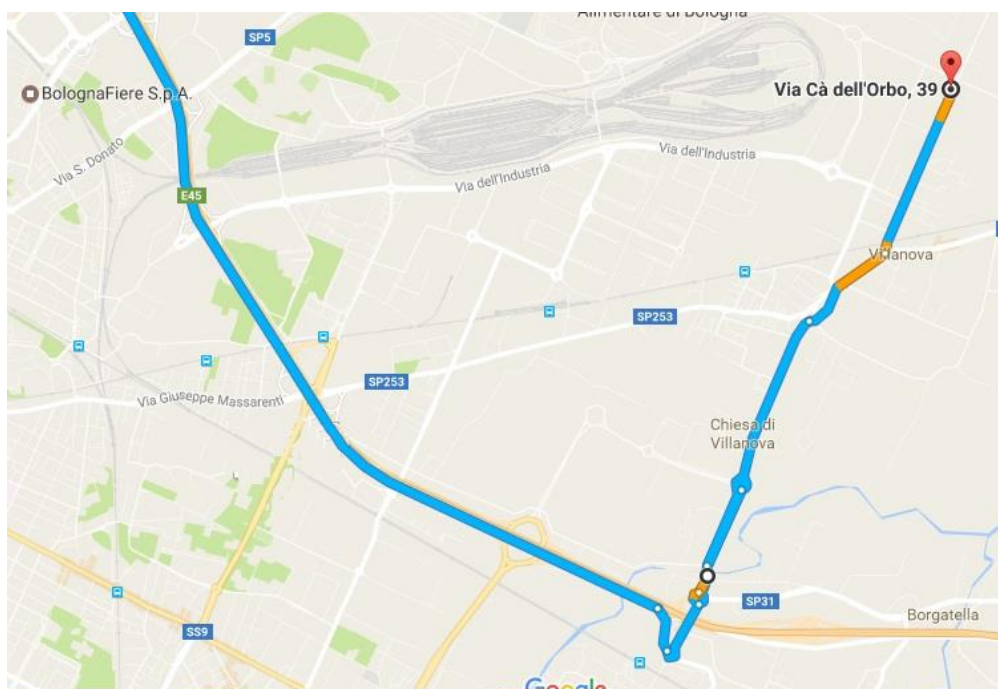 Alimentare di Bologna
SP5
BolognaFiere S.p.A.
Via Cà dell'Orbo, 39
Via S. Donato
Via dell'Industria
Via dell'Industria
E45
Villanova
SP253
SP253
Via Giuseppe Massarenti
Chiesa di
Villanova
SP31
Borgatella
SS9
Google